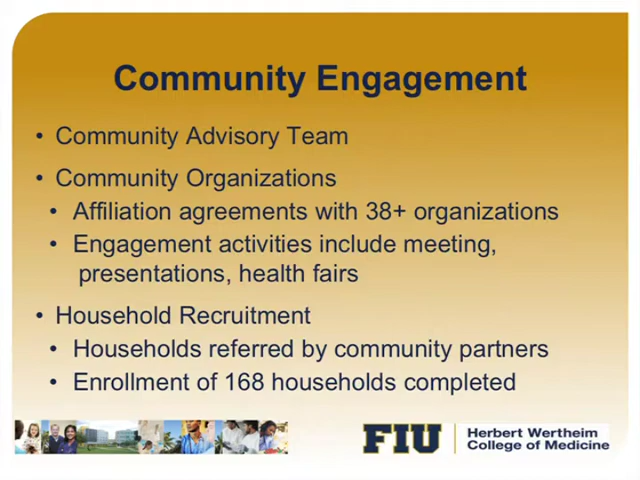 Community Engagement
• Community Advisory Team
• Community Organizations
• Affiliation agreements with 38+ organizations
• Engagement activities include meeting,
presentations, health fairs
• Household Recruitment
• Households referred by community partners
• Enrollment of 168 households completed
FIU
Herbert Wertheim
College of Medicine